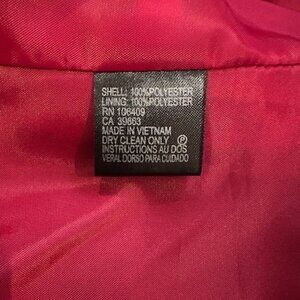 SHELL: 100%POLYESTER
LINING: 100%POLYESTER
RN 106409
CA 39863
MADE IN VIETNAM
DRY CLEAN ONLY Ⓟ
INSTRUCTIONS AU DOS
VERAL DORSO PARA CUIDADO